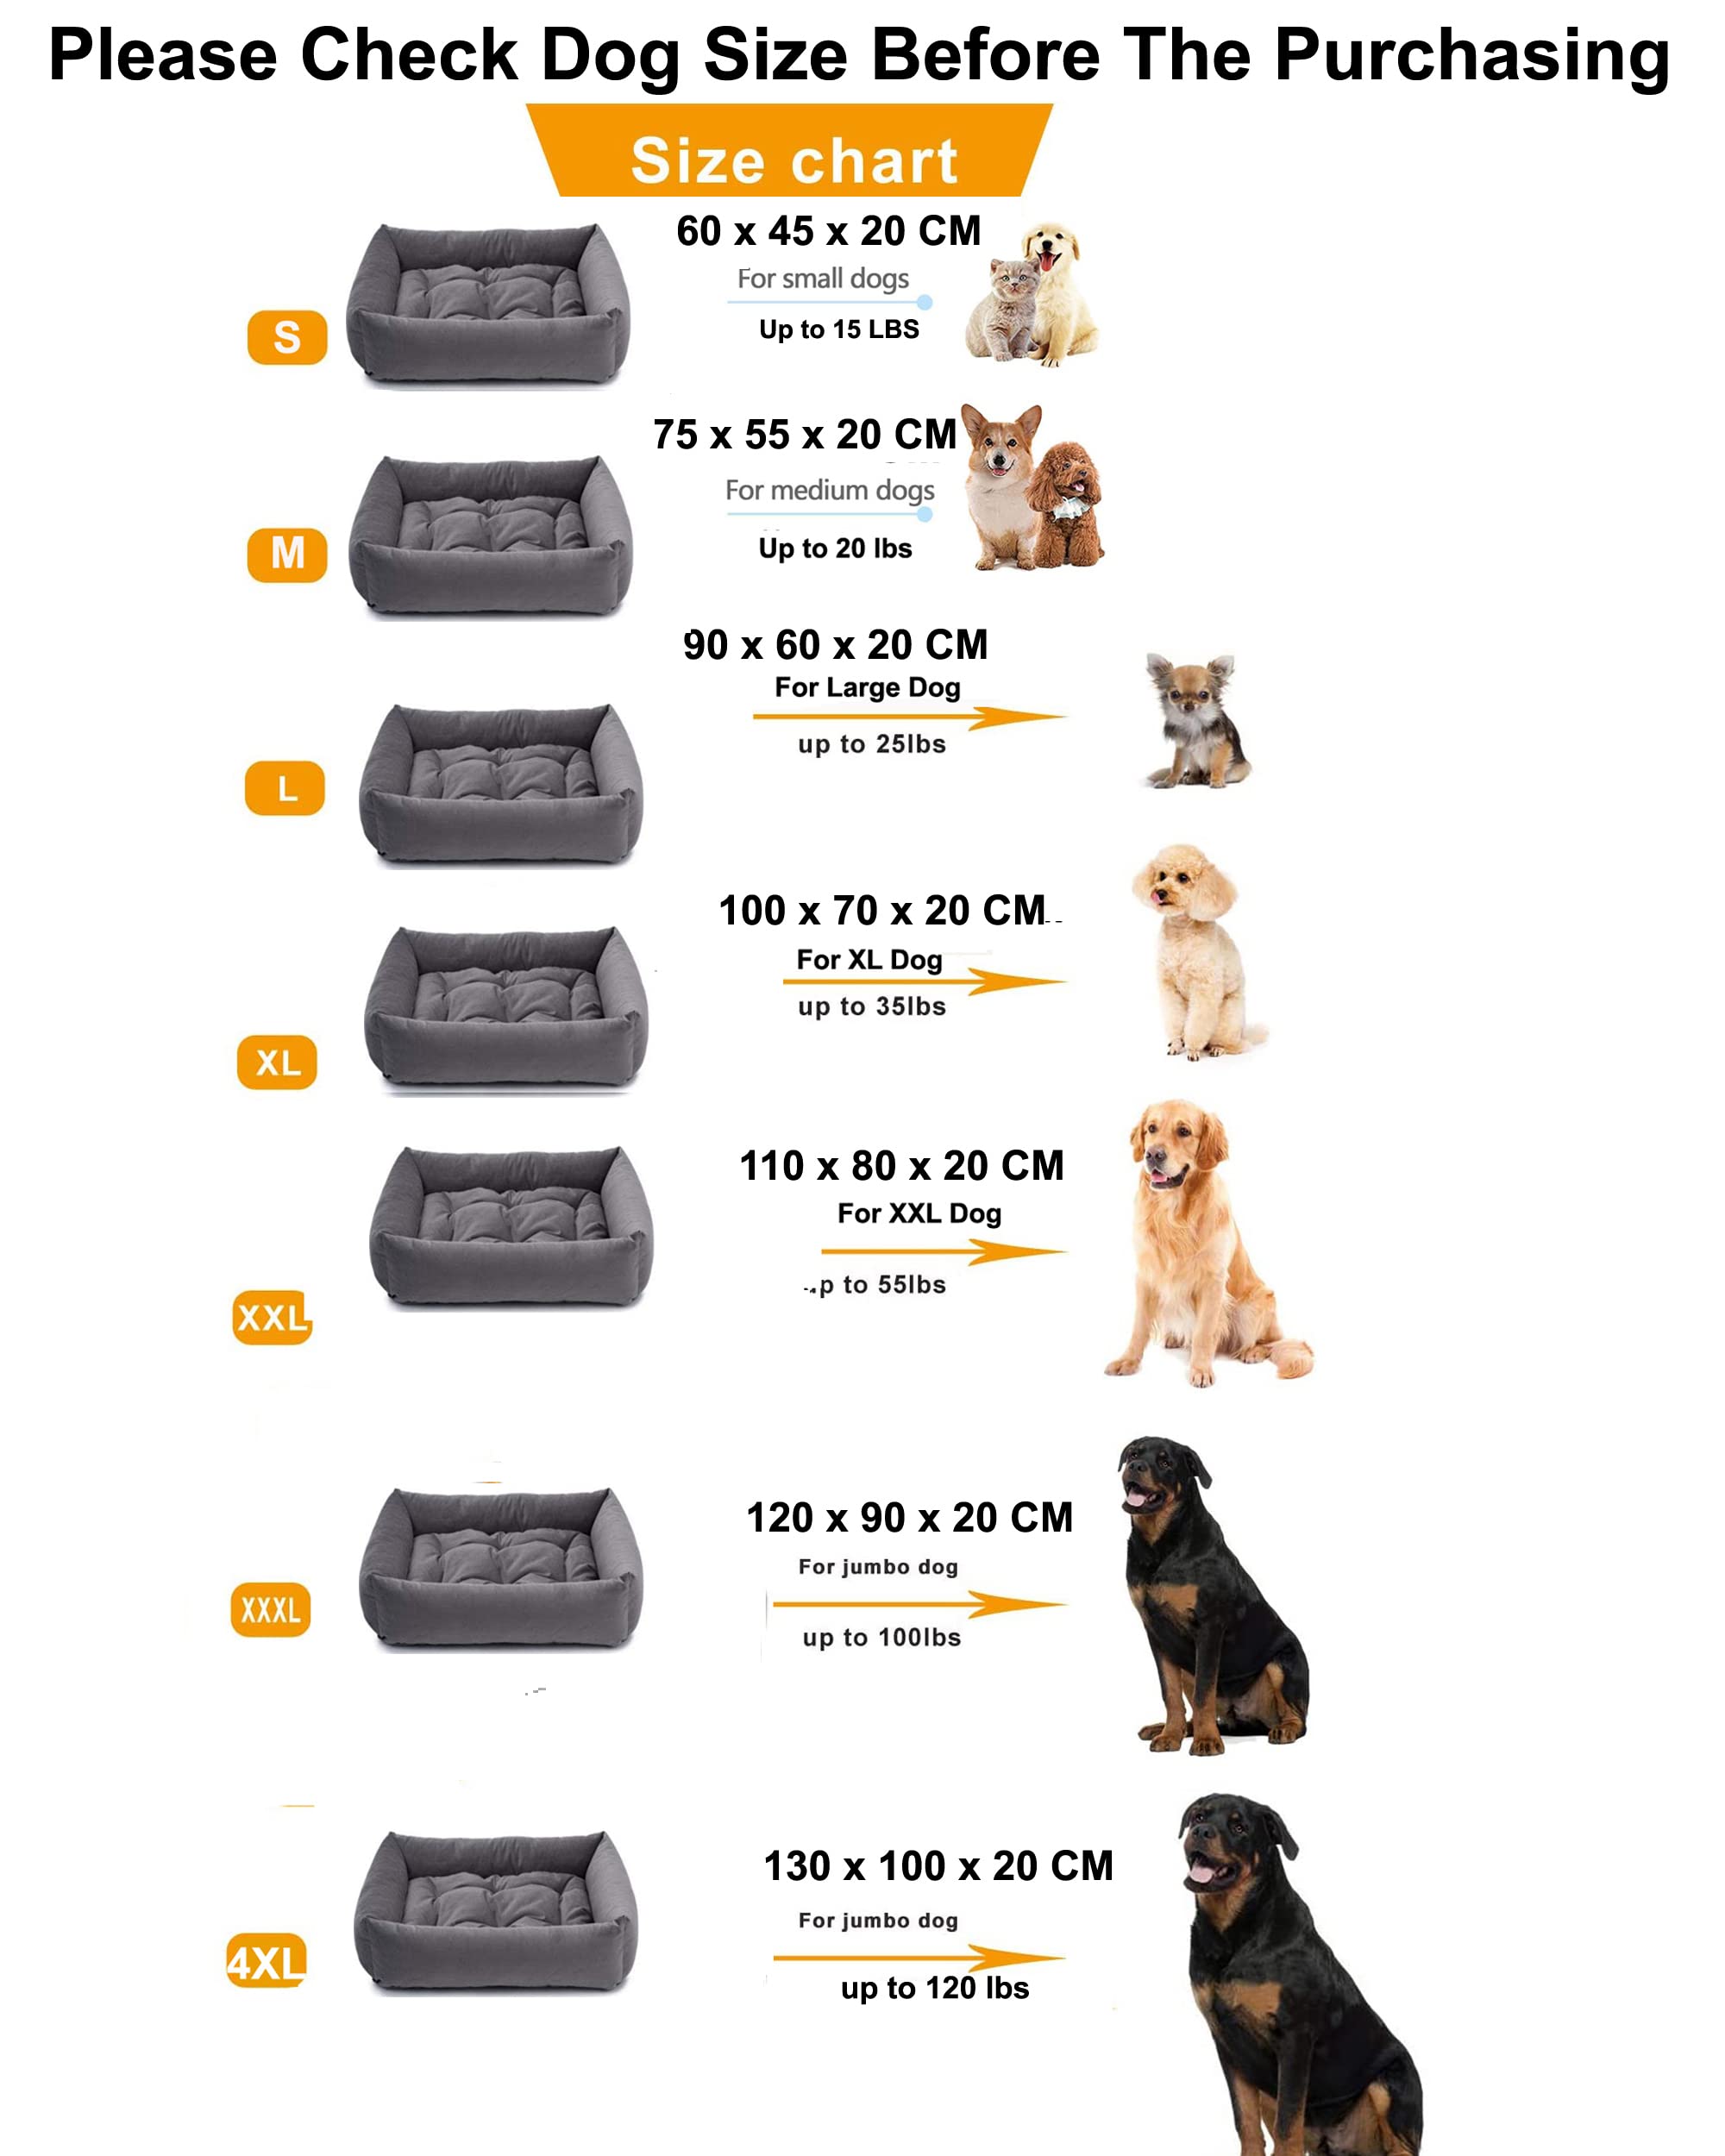 Please Check Dog Size Before The Purchasing
Size chart
60 x 45 x 20 CM
For small dogs
Up to 15 LBS
S
75 x 55 x 20 CM
For medium dogs
Up to 20 lbs
M
90 x 60 x 20 CM
For Large Dog
up to 25lbs
L
100 x 70 x 20 CM
For XL Dog
up to 35lbs
XL
110 x 80 x 20 CM
For XXL Dog
p to 55lbs
XXL
120 x 90 x 20 CM
For jumbo dog
up to 100lbs
XXXL
130 x 100 x 20 CM
For jumbo dog
up to 120 lbs
4XL